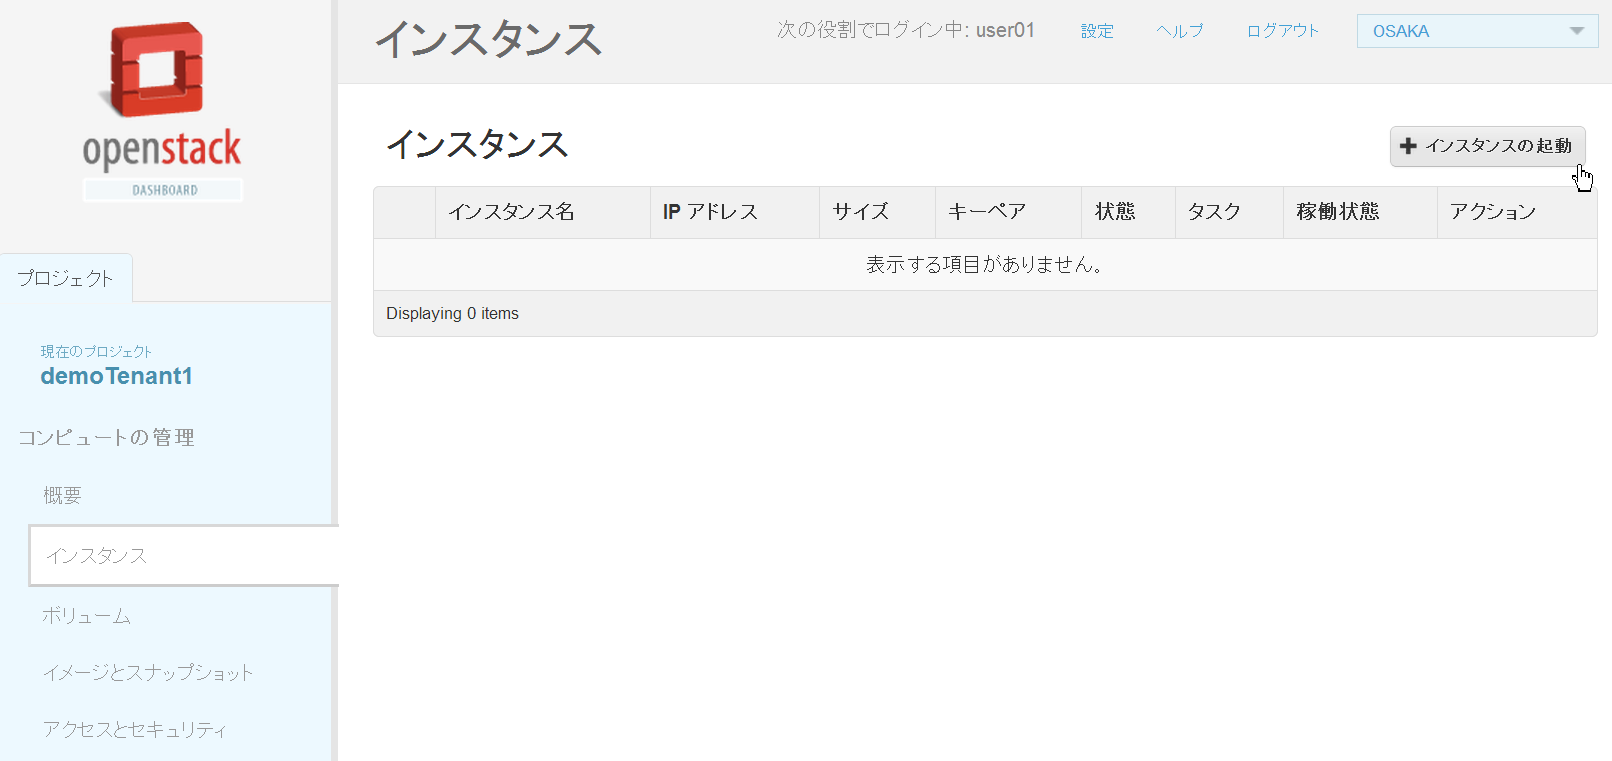 openstack
DASHBOARD
プロジェクト
現在のプロジェクト
demoTenant1
コンピュートの管理
概要
インスタンス
ボリューム
イメージとスナップショット
アクセスとセキュリティ
インスタンス
次の役割でログイン中: user01 設定 ヘルプ ログアウト OSAKA
インスタンス
インスタンスの起動
インスタンス名 IP アドレス サイズ キーペア 状態 タスク 稼働状態 アクション
表示する項目がありません。
Displaying 0 items